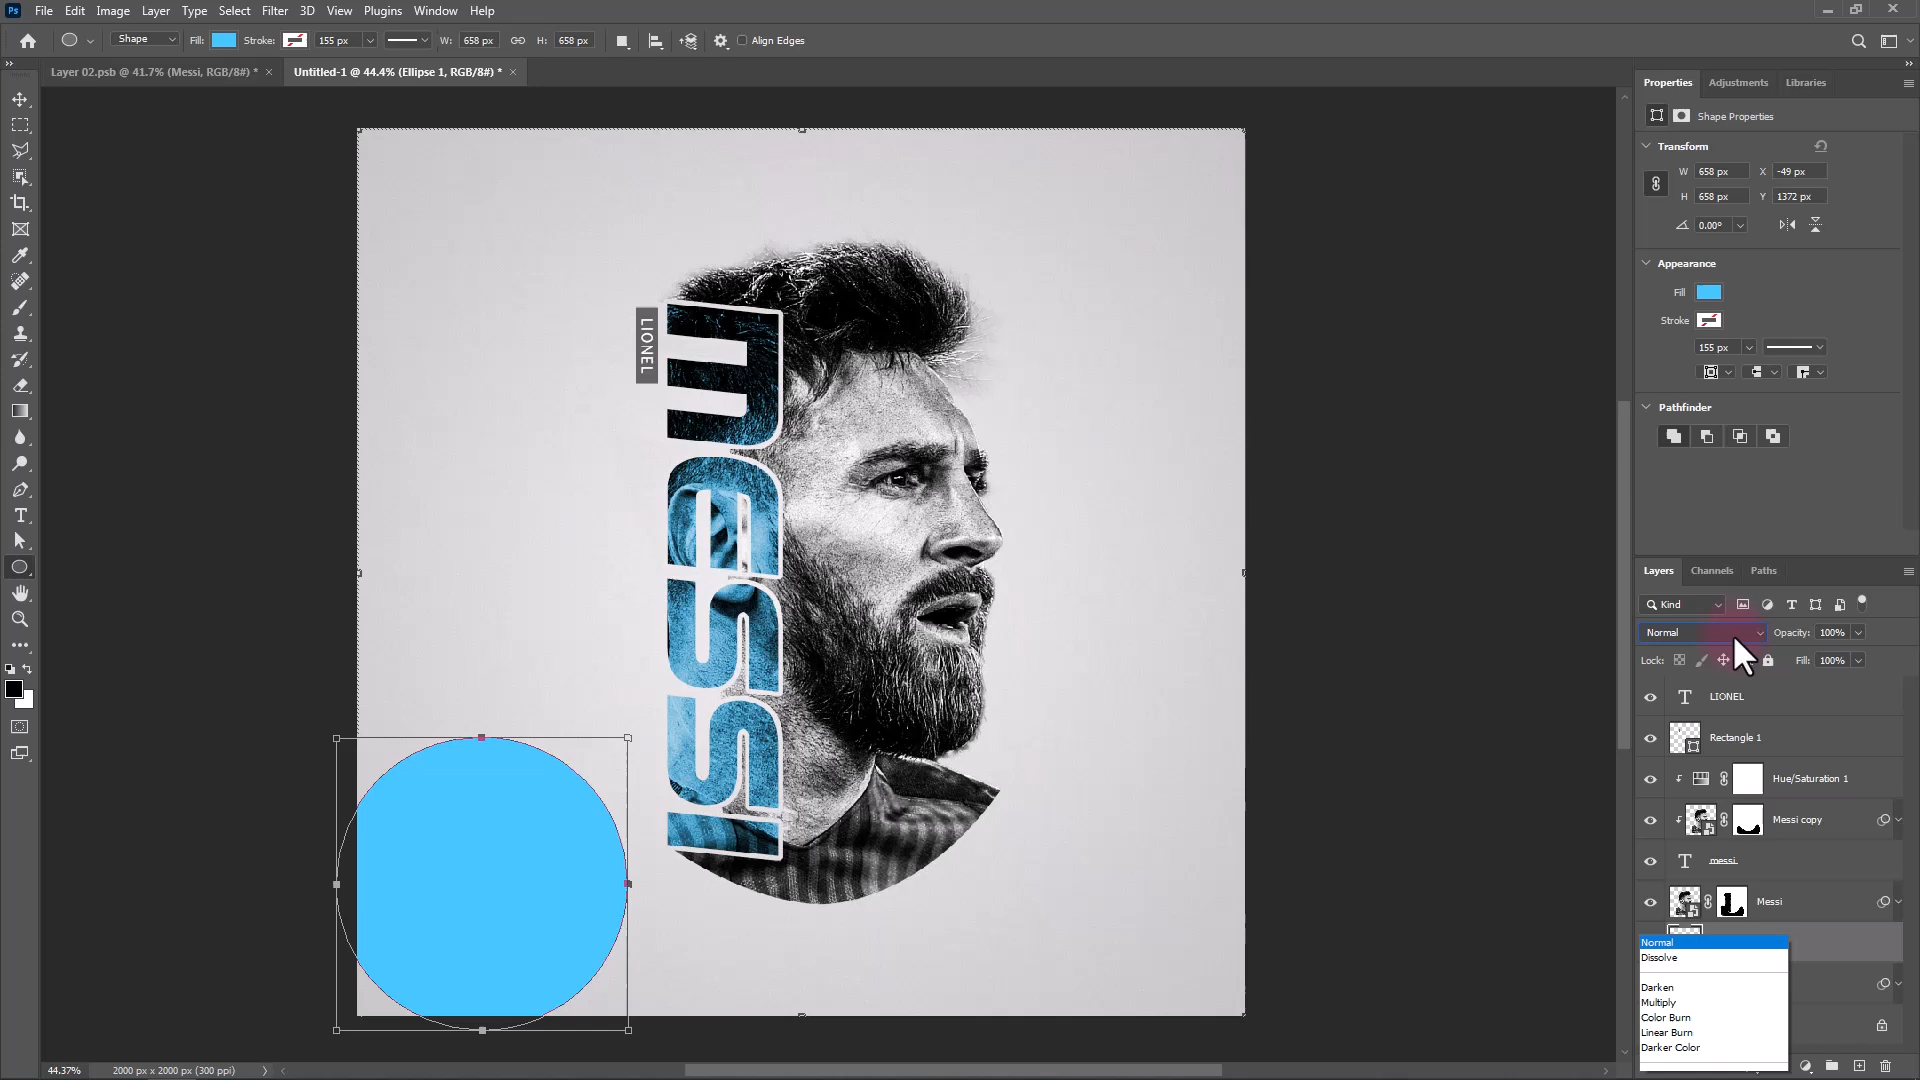 Ps File Edit Image Layer Type Select Filter 3D View Plugins Window Help
Shape Fill: Stroke: 155 px W: 658 px H: 658 px Align Edges
Layer 02.psb @ 41.7% (Messi, RGB/8#) * × Untitled-1 @ 44.4% (Ellipse 1, RGB/8#) * ×
Properties Adjustments Libraries
Shape Properties
Transform
W 658 px X -49 px
H 658 px Y 1372 px
0.00°
Appearance
Fill
Stroke
155 px
Pathfinder
LIONEL
messi
Layers Channels Paths
Kind
Normal Opacity: 100%
Lock: Fill: 100%
LIONEL
Rectangle 1
Hue/Saturation 1
Messi copy
messi
Messi
Normal
Dissolve
Darken
Multiply
Color Burn
Linear Burn
Darker Color
44.37% 2000 px x 2000 px (300 ppi)